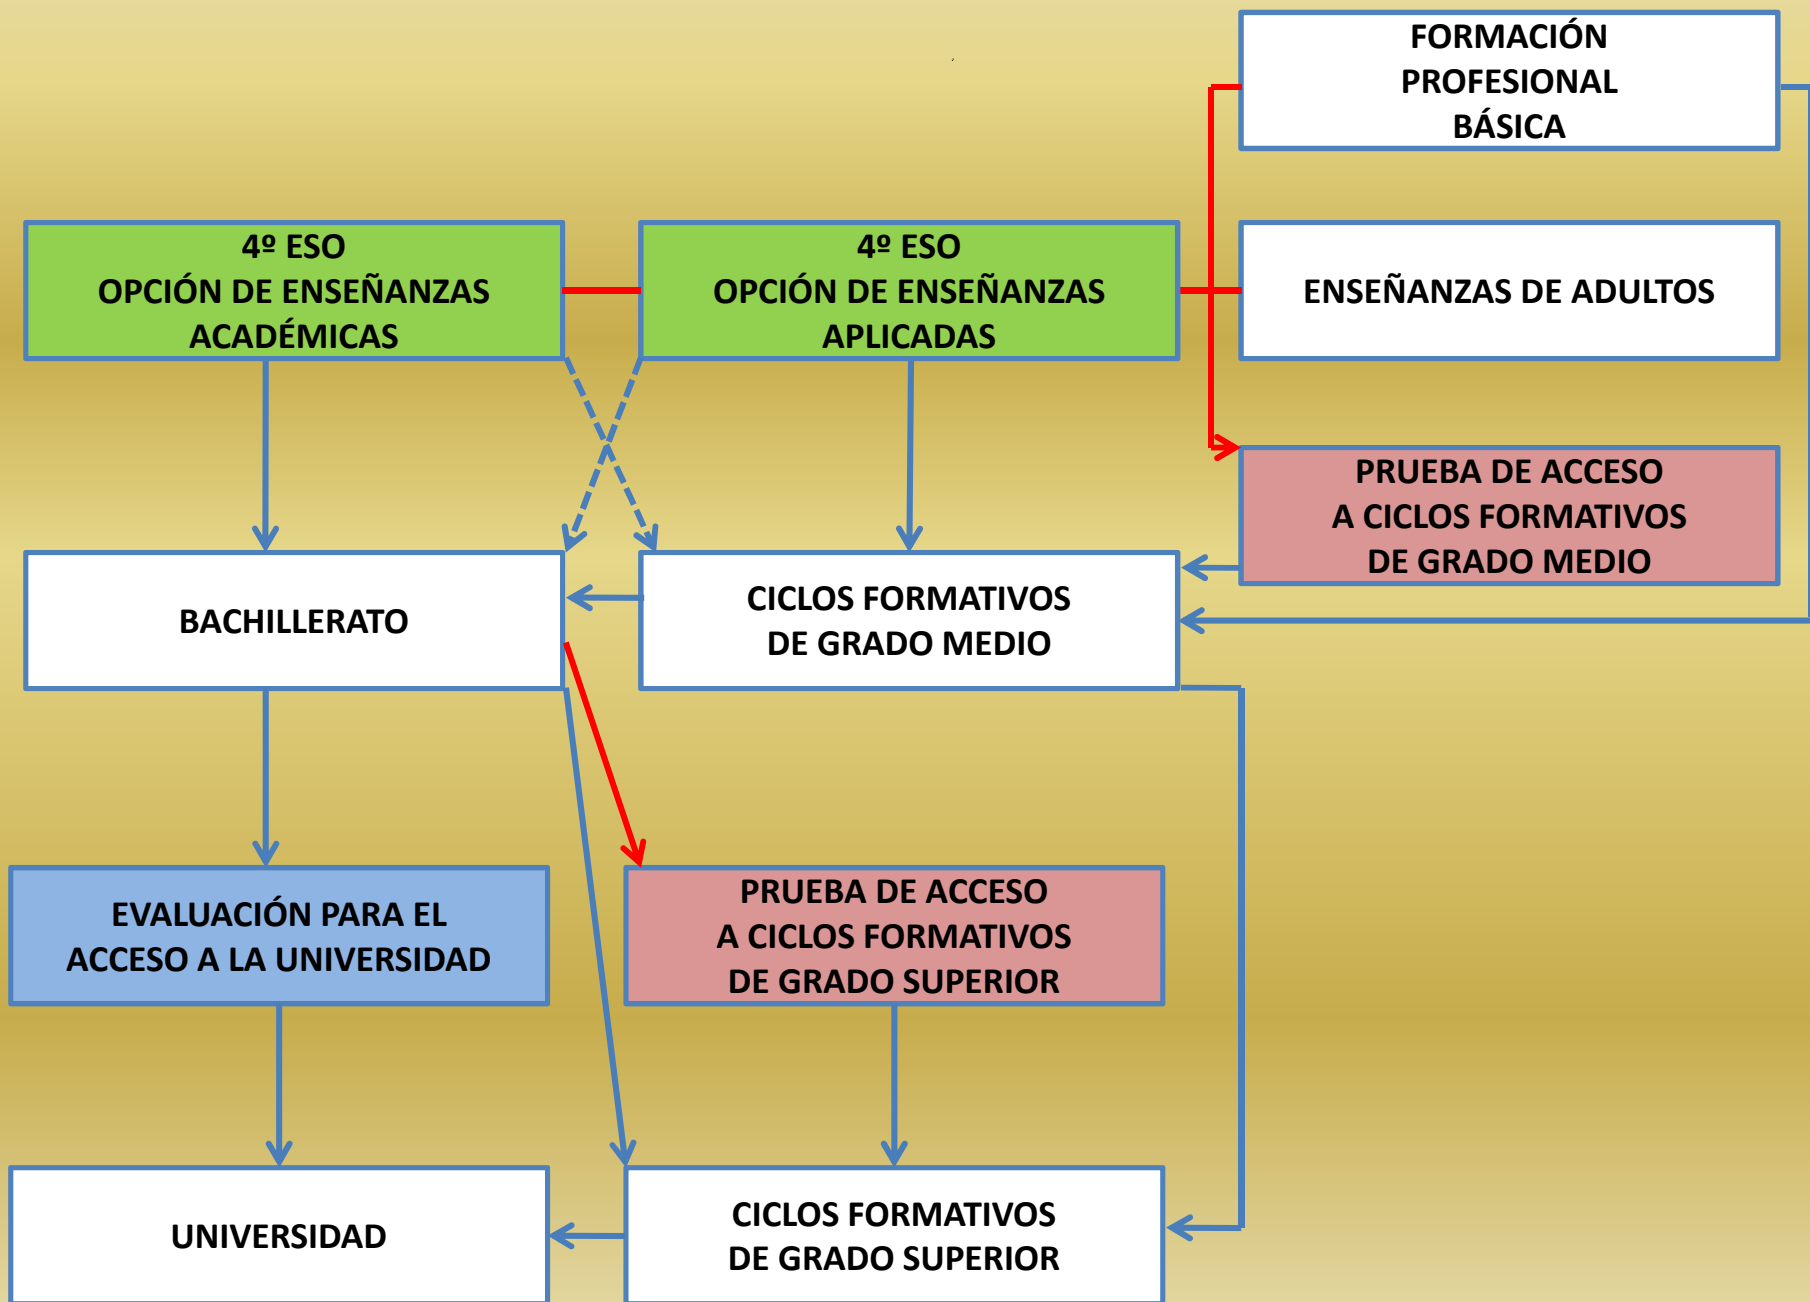 FORMACIÓN
PROFESIONAL
BÁSICA
4º ESO
OPCIÓN DE ENSEÑANZAS
ACADÉMICAS
4º ESO
OPCIÓN DE ENSEÑANZAS
APLICADAS
ENSEÑANZAS DE ADULTOS
PRUEBA DE ACCESO
A CICLOS FORMATIVOS
DE GRADO MEDIO
BACHILLERATO
CICLOS FORMATIVOS
DE GRADO MEDIO
EVALUACIÓN PARA EL
ACCESO A LA UNIVERSIDAD
PRUEBA DE ACCESO
A CICLOS FORMATIVOS
DE GRADO SUPERIOR
UNIVERSIDAD
CICLOS FORMATIVOS
DE GRADO SUPERIOR